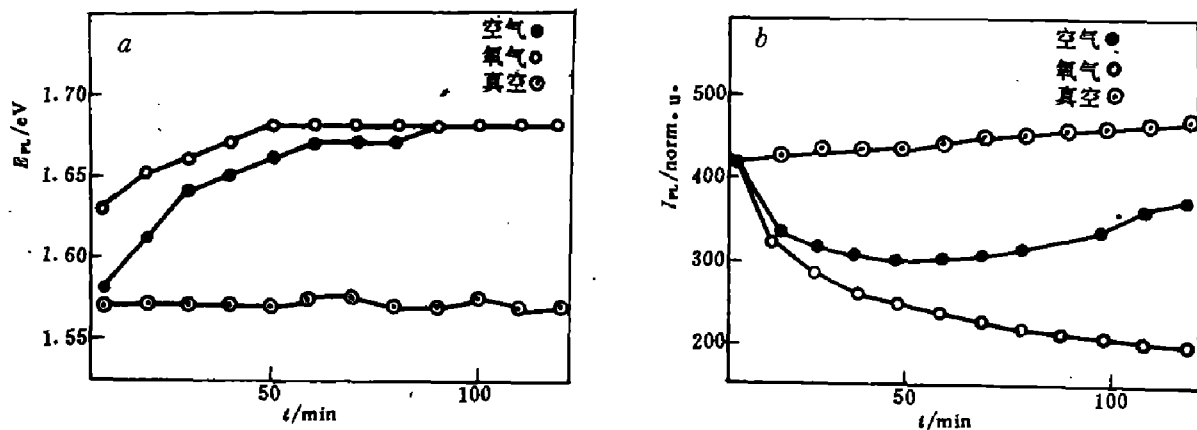 a
空气●
氧气○
真空⊙
E_PL/eV
1.70
1.65
1.60
1.55
50
100
t/min
b
空气●
氧气○
真空⊙
I_PL/norm. u.
500
400
300
200
50
100
t/min